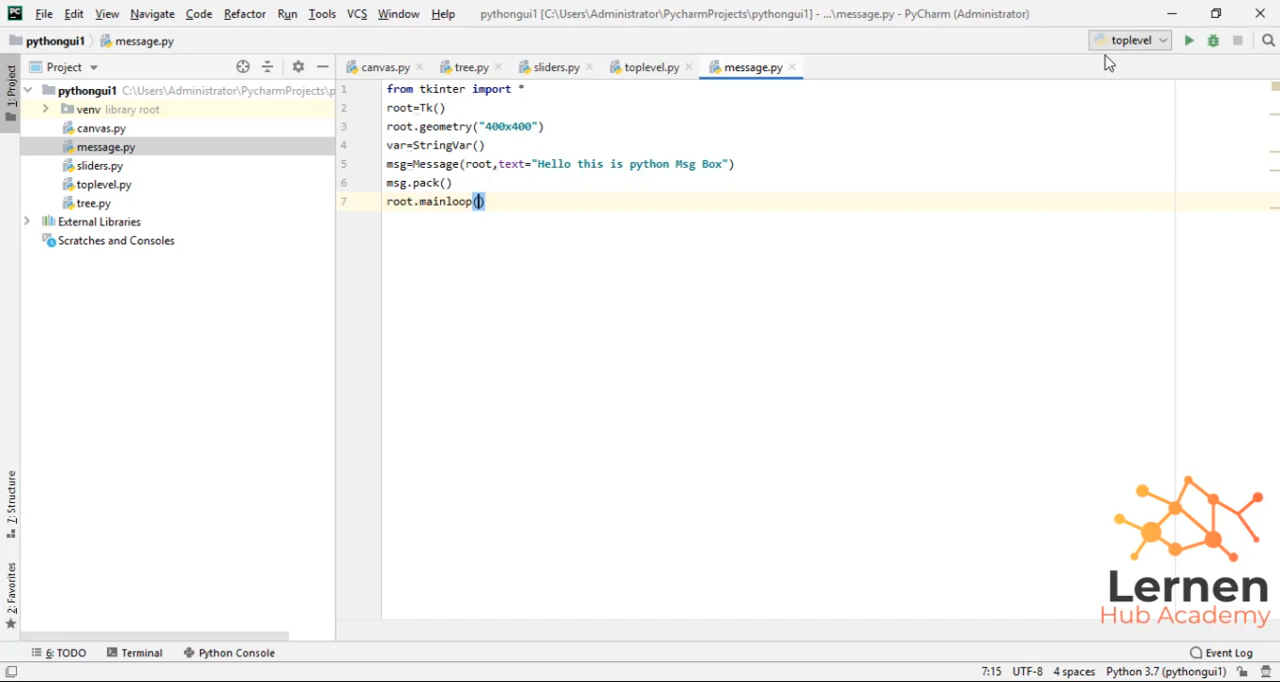 PC File Edit View Navigate Code Refactor Run Tools VCS Window Help pythongui1 [C:\Users\Administrator\PycharmProjects\pythongui1] - ...\message.py - PyCharm (Administrator)
pythongui1 message.py toplevel
1: Project
Project
canvas.py tree.py sliders.py toplevel.py message.py
pythongui1 C:\Users\Administrator\PycharmProjects\p
venv library root
canvas.py
message.py
sliders.py
toplevel.py
tree.py
External Libraries
Scratches and Consoles
1 from tkinter import *
2 root=Tk()
3 root.geometry("400x400")
4 var=StringVar()
5 msg=Message(root,text="Hello this is python Msg Box")
6 msg.pack()
7 root.mainloop()
7: Structure
2: Favorites
Lernen
Hub Academy
6: TODO Terminal Python Console Event Log
7:15 UTF-8 4 spaces Python 3.7 (pythongui1)